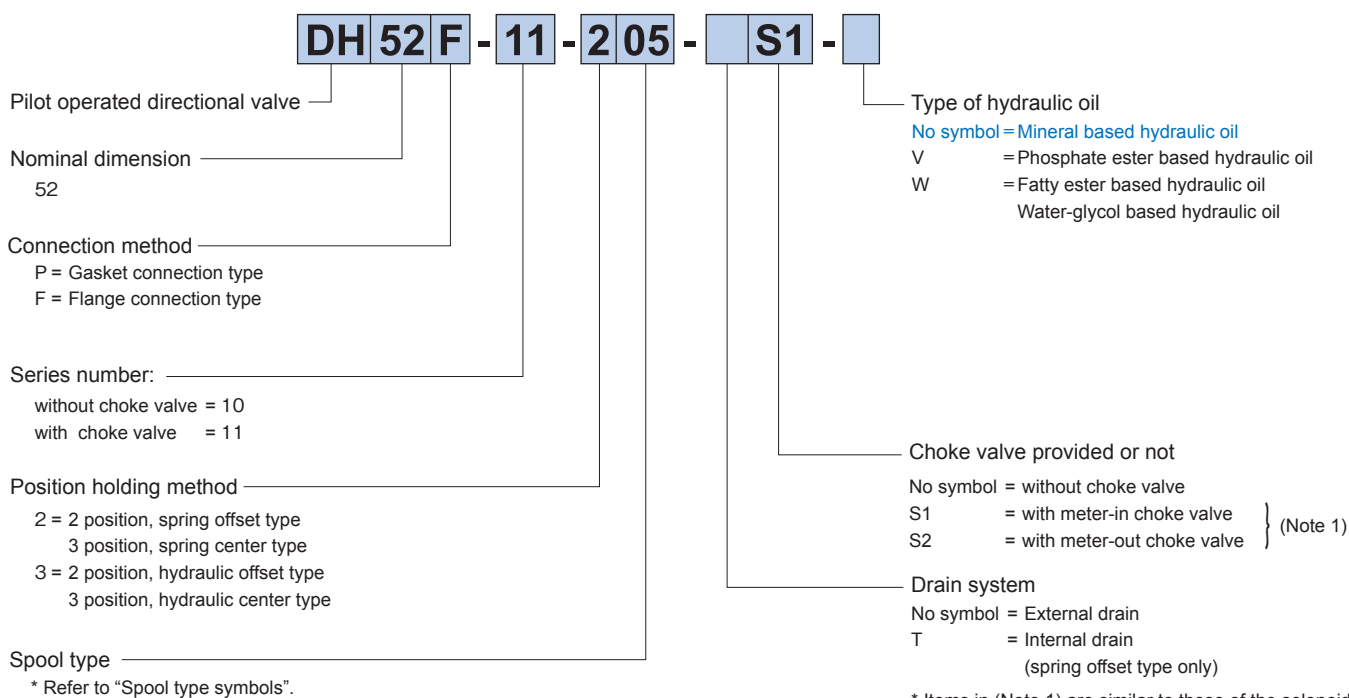 DH 52 F - 11 - 2 05 - S1 -
Pilot operated directional valve
Nominal dimension
52
Connection method
P = Gasket connection type
F = Flange connection type
Series number:
without choke valve = 10
with choke valve = 11
Position holding method
2 = 2 position, spring offset type
3 position, spring center type
3 = 2 position, hydraulic offset type
3 position, hydraulic center type
Spool type
* Refer to “Spool type symbols”.
Type of hydraulic oil
No symbol = Mineral based hydraulic oil
V = Phosphate ester based hydraulic oil
W = Fatty ester based hydraulic oil
Water-glycol based hydraulic oil
Choke valve provided or not
No symbol = without choke valve
S1 = with meter-in choke valve
S2 = with meter-out choke valve
(Note 1)
Drain system
No symbol = External drain
T = Internal drain
(spring offset type only)
* Items in (Note 1) are similar to those of the solenoid